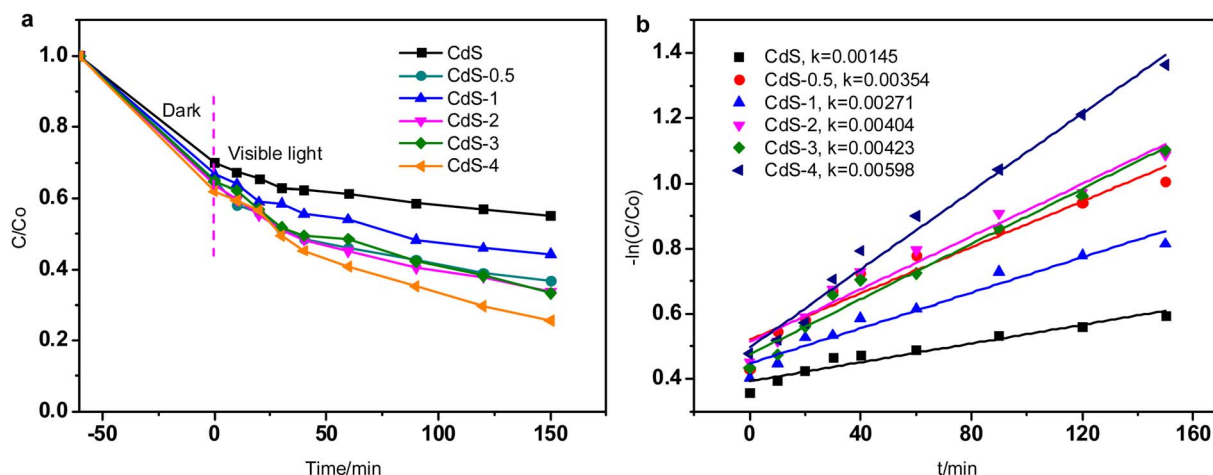 a
1.0
0.8
0.6
0.4
0.2
0.0
C/Co
-50
0
50
100
150
Time/min
Dark
Visible light
CdS
CdS-0.5
CdS-1
CdS-2
CdS-3
CdS-4
b
1.4
1.2
1.0
0.8
0.6
0.4
-ln(C/Co)
0
40
80
120
160
t/min
CdS, k=0.00145
CdS-0.5, k=0.00354
CdS-1, k=0.00271
CdS-2, k=0.00404
CdS-3, k=0.00423
CdS-4, k=0.00598